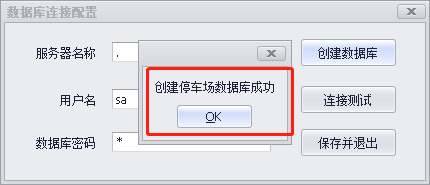 数据库连接配置
服务器名称 . 创建数据库
创建停车场数据库成功
用户名 sa 连接测试
OK
数据库密码 * 保存并退出